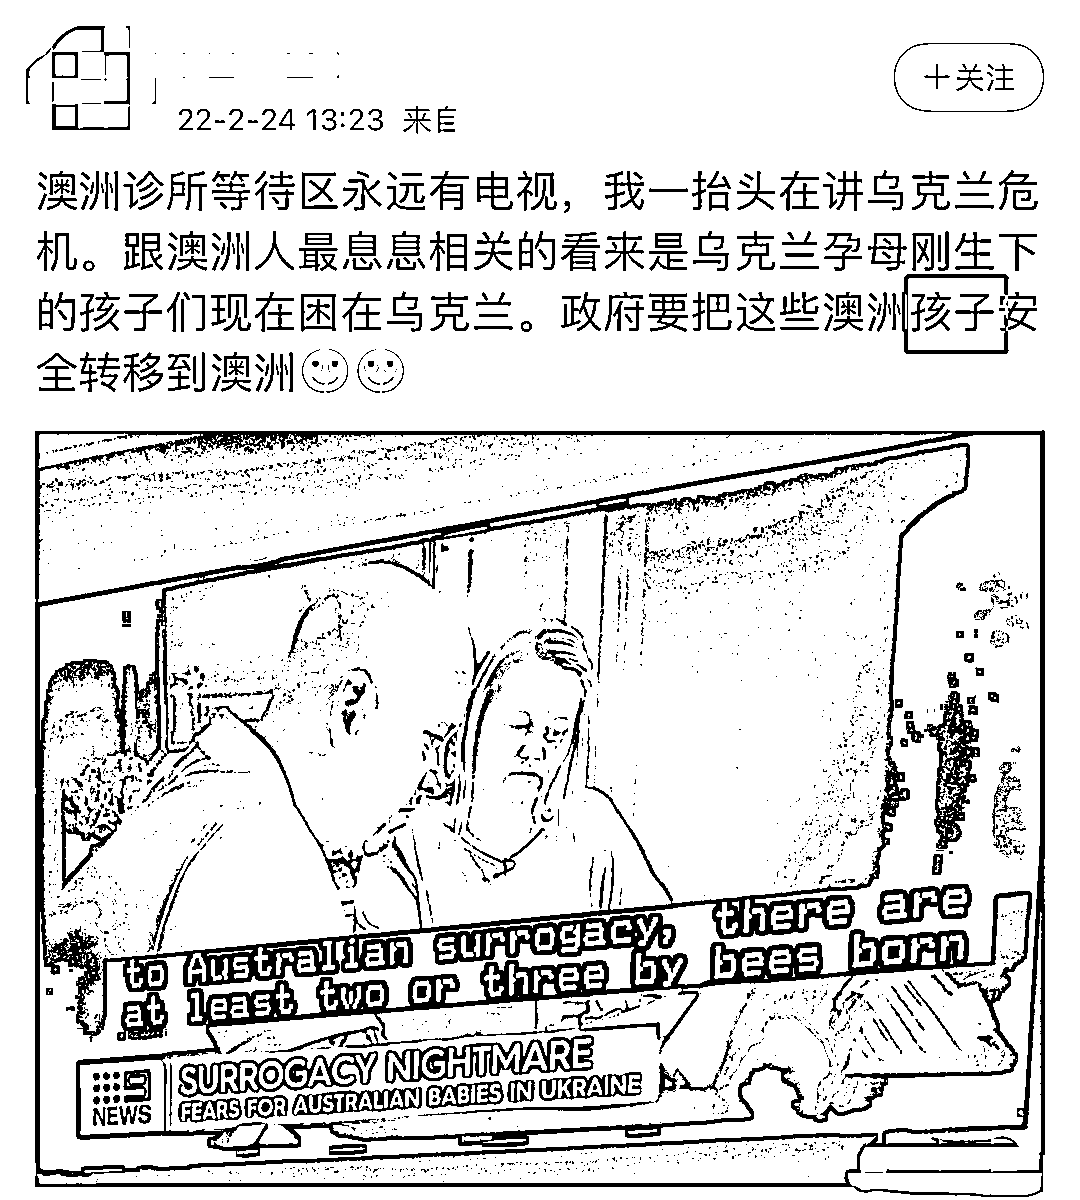 +关注
22-2-24 13:23 来自
澳洲诊所等待区永远有电视，我一抬头在讲乌克兰危
机。跟澳洲人最息息相关的看来是乌克兰孕母刚生下
的孩子们现在困在乌克兰。政府要把这些澳洲孩子安
全转移到澳洲
to Australian surrogacy, there are
at least two or three by bees born
SURROGACY NIGHTMARE
FEARS FOR AUSTRALIAN BABIES IN UKRAINE
9
NEWS